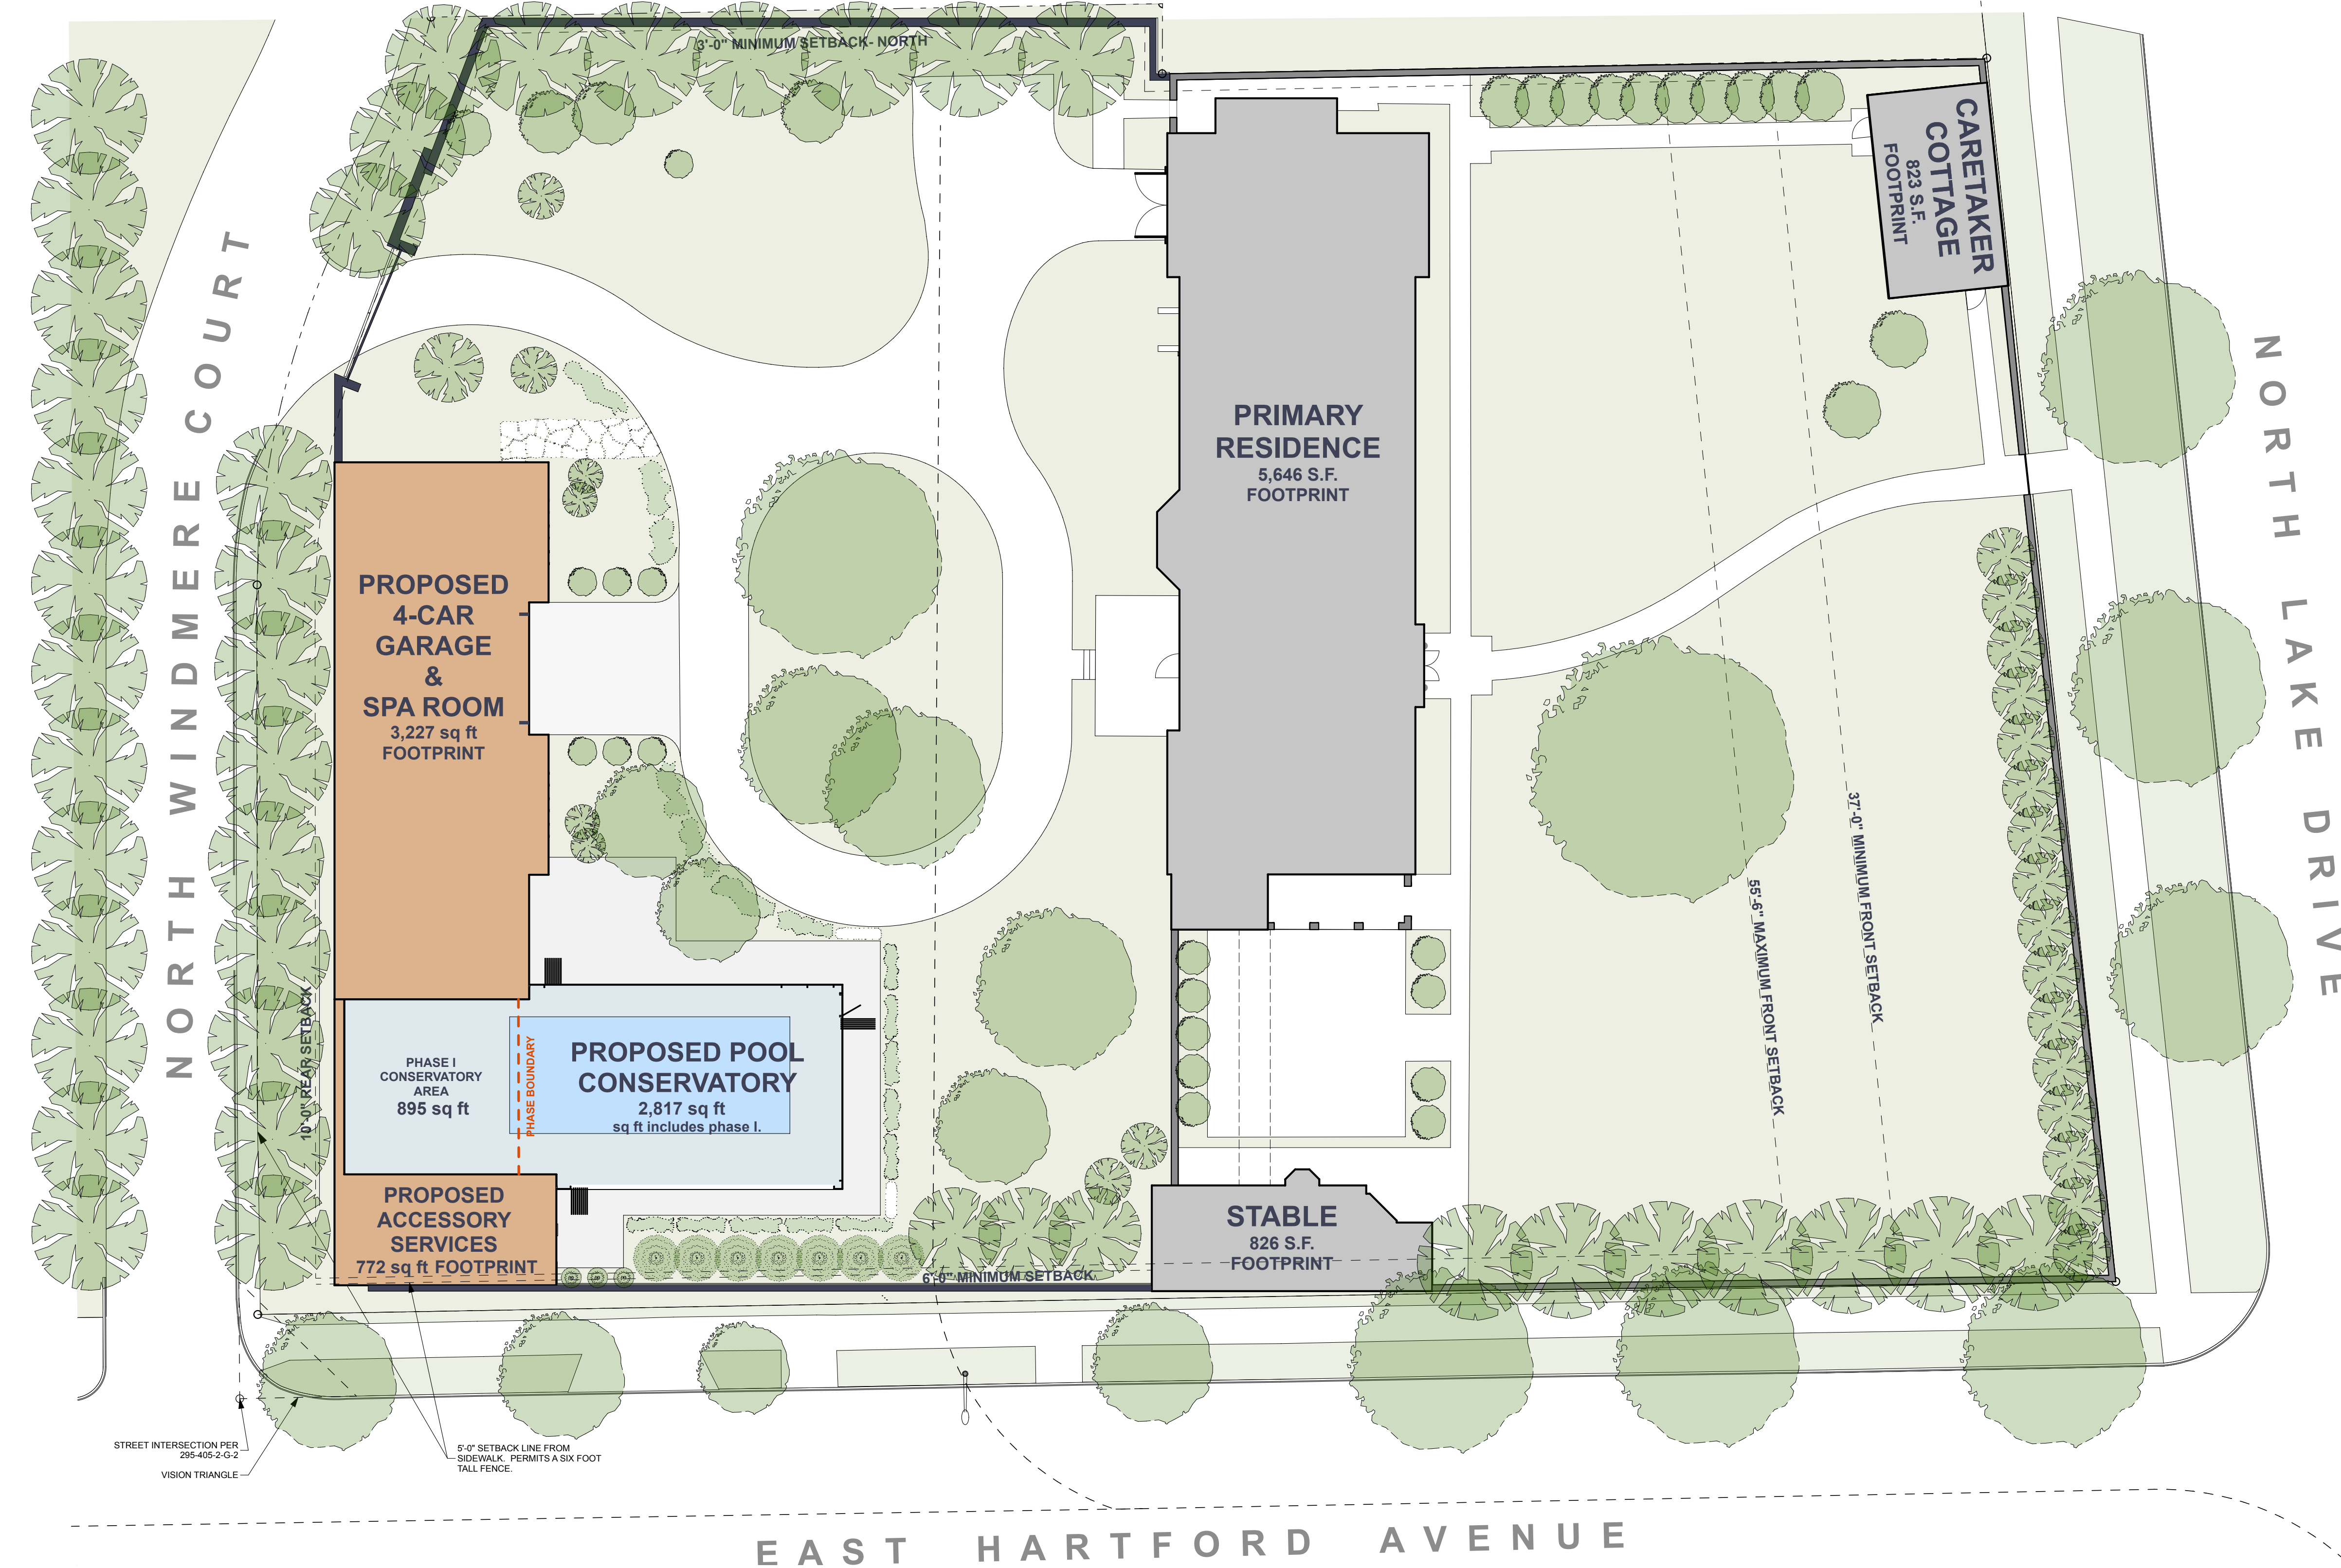 3'-0" MINIMUM SETBACK- NORTH
CARETAKER
COTTAGE
823 S.F.
FOOTPRINT
NORTH WINDMERE COURT
PRIMARY
RESIDENCE
5,646 S.F.
FOOTPRINT
NORTH LAKE DRIVE
PROPOSED
4-CAR
GARAGE
&
SPA ROOM
3,227 sq ft
FOOTPRINT
37'-0" MINIMUM FRONT SETBACK
55'-6" MAXIMUM FRONT SETBACK
10'-0" REAR SETBACK
PHASE I
CONSERVATORY
AREA
895 sq ft
PHASE BOUNDARY
PROPOSED POOL
CONSERVATORY
2,817 sq ft
sq ft includes phase I.
PROPOSED
ACCESSORY
SERVICES
772 sq ft FOOTPRINT
STABLE
826 S.F.
FOOTPRINT
6'-0" MINIMUM SETBACK
STREET INTERSECTION PER
295-405-2-G-2
VISION TRIANGLE
5'-0" SETBACK LINE FROM
SIDEWALK. PERMITS A SIX FOOT
TALL FENCE.
EAST HARTFORD AVENUE